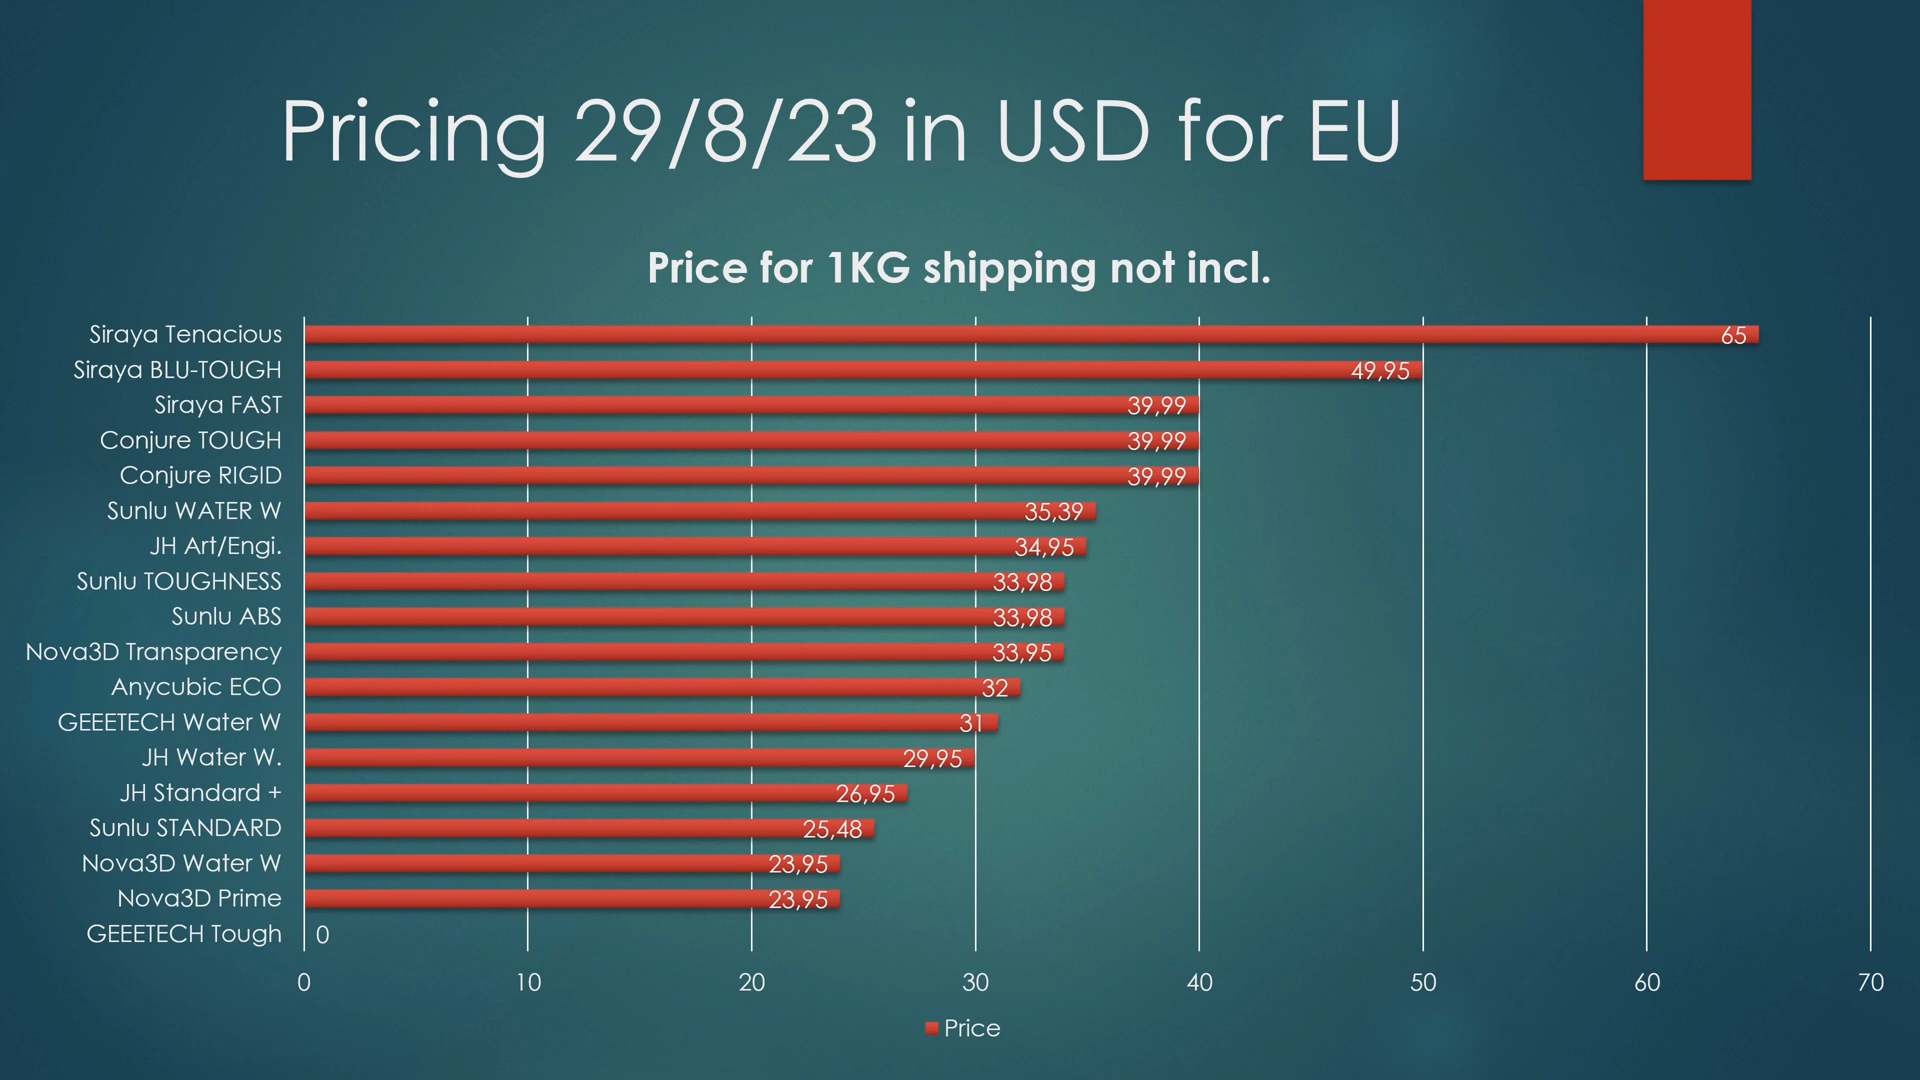 Pricing 29/8/23 in USD for EU
Price for 1KG shipping not incl.
Siraya Tenacious 65
Siraya BLU-TOUGH 49,95
Siraya FAST 39,99
Conjure TOUGH 39,99
Conjure RIGID 39,99
Sunlu WATER W 35,39
JH Art/Engi. 34,95
Sunlu TOUGHNESS 33,98
Sunlu ABS 33,98
Nova3D Transparency 33,95
Anycubic ECO 32
GEEETECH Water W 31
JH Water W. 29,95
JH Standard + 26,95
Sunlu STANDARD 25,48
Nova3D Water W 23,95
Nova3D Prime 23,95
GEEETECH Tough 0
0 10 20 30 40 50 60 70
Price